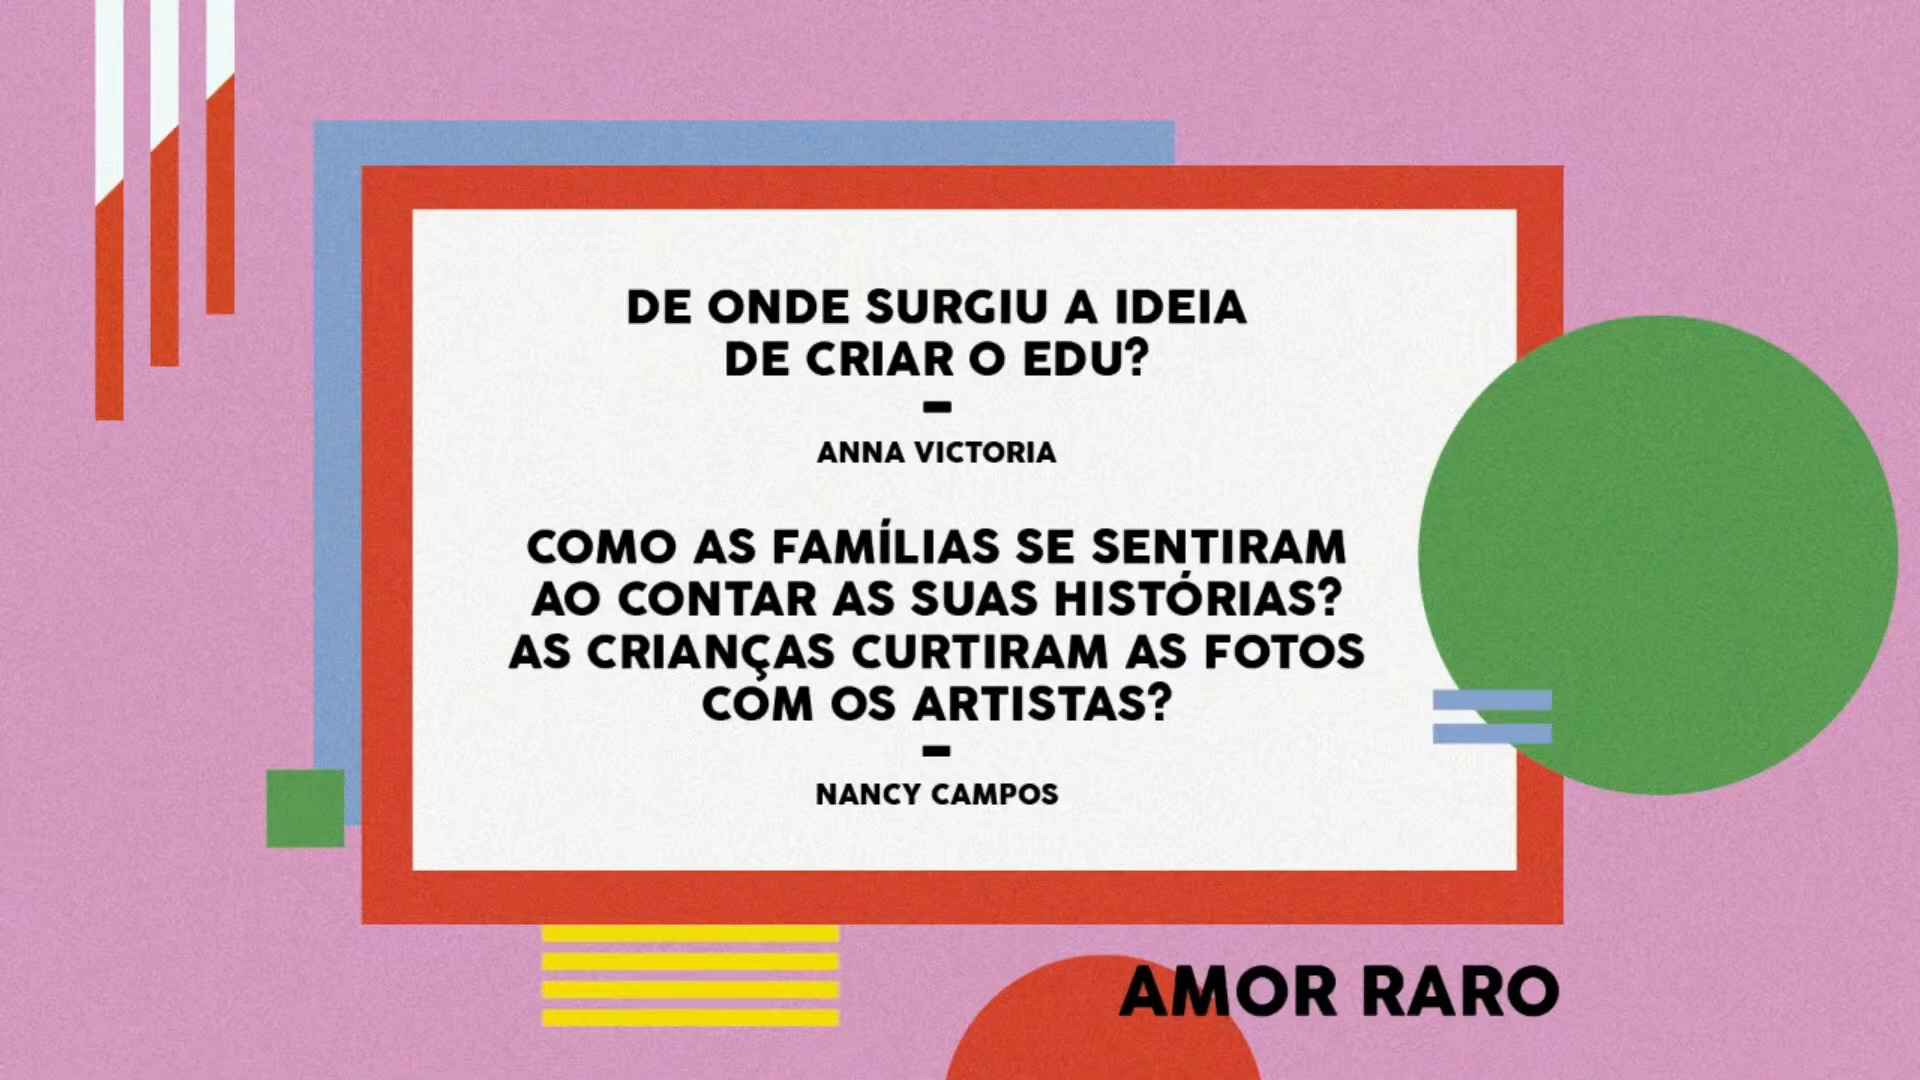 DE ONDE SURGIU A IDEIA
DE CRIAR O EDU?
-
ANNA VICTORIA
COMO AS FAMÍLIAS SE SENTIRAM
AO CONTAR AS SUAS HISTÓRIAS?
AS CRIANÇAS CURTIRAM AS FOTOS
COM OS ARTISTAS?
-
NANCY CAMPOS
AMOR RARO